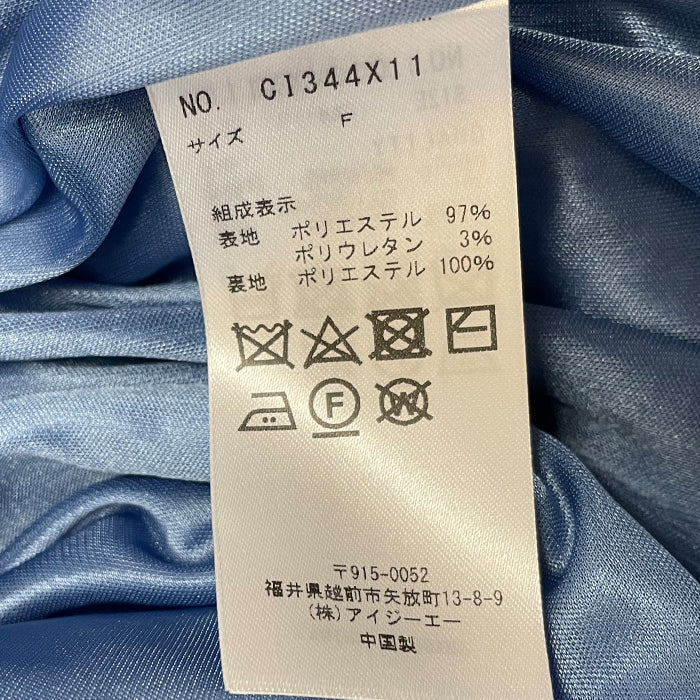 NO. CI344X11
サイズ F
組成表示
表地 ポリエステル 97%
ポリウレタン 3%
裏地 ポリエステル 100%
F W
〒915-0052
福井県越前市矢放町13-8-9
(株)アイジーエー
中国製